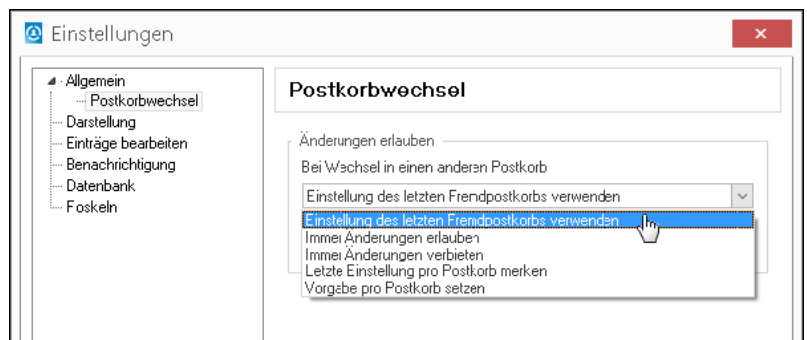 Einstellungen
Allgemein
Postkorbwechsel
Darstellung
Einträge bearbeiten
Benachrichtigung
Datenbank
Foskeln
Postkorbwechsel
Änderungen erlauben
Bei Wechsel in einen anderen Postkorb
Einstellung des letzten Fremdpostkorbs verwenden
Einstellung des letzten Fremdpostkorbs verwenden
Immer Änderungen erlauben
Immer Änderungen verbieten
Letzte Einstellung pro Postkorb merken
Vorgabe pro Postkorb setzen